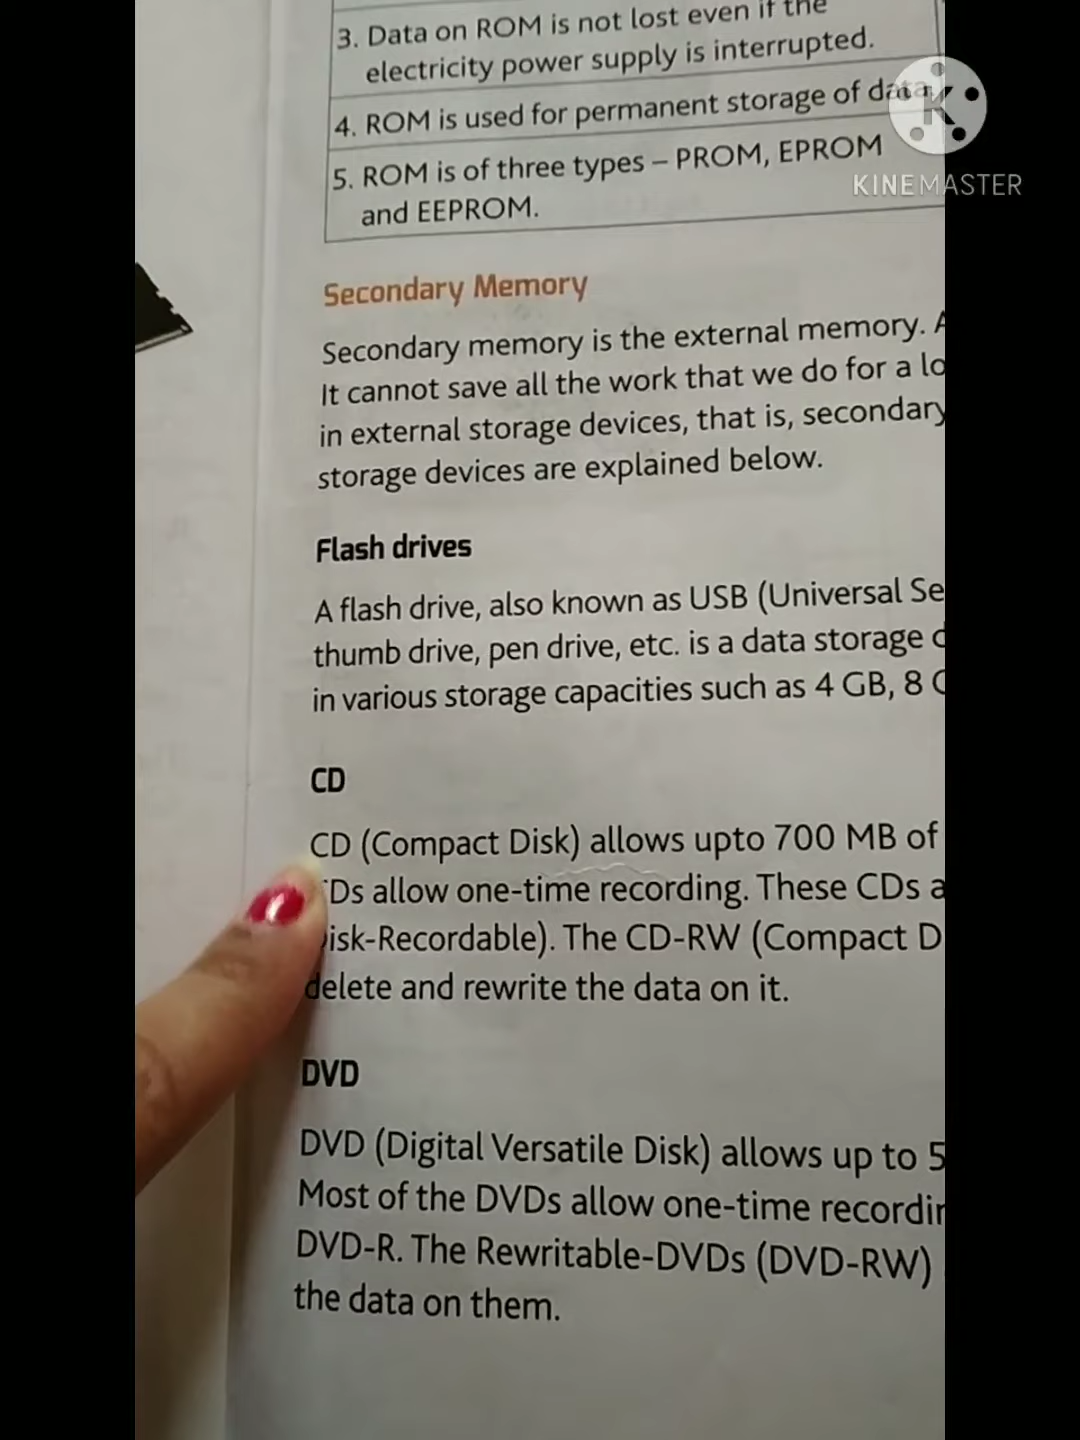 3. Data on ROM is not lost even if the
electricity power supply is interrupted.
4. ROM is used for permanent storage of data.
5. ROM is of three types – PROM, EPROM
and EEPROM.
KINEMASTER
Secondary Memory
Secondary memory is the external memory.
It cannot save all the work that we do for a
in external storage devices, that is, secondary
storage devices are explained below.
Flash drives
A flash drive, also known as USB (Universal
thumb drive, pen drive, etc. is a data storage
in various storage capacities such as 4 GB, 8
CD
CD (Compact Disk) allows upto 700 MB of
allow one-time recording. These CDs
The CD-RW (Compact
delete and rewrite the data on it.
DVD
DVD (Digital Versatile Disk) allows up to
Most of the DVDs allow one-time
DVD-R. The Rewritable-DVDs (DVD-RW)
the data on them.